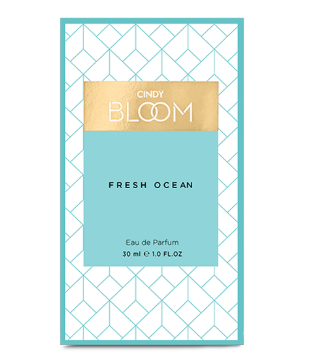 CINDY
BLOOM
FRESH OCEAN
Eau de Parfum
30 ml ℮ 1.0 FL.OZ